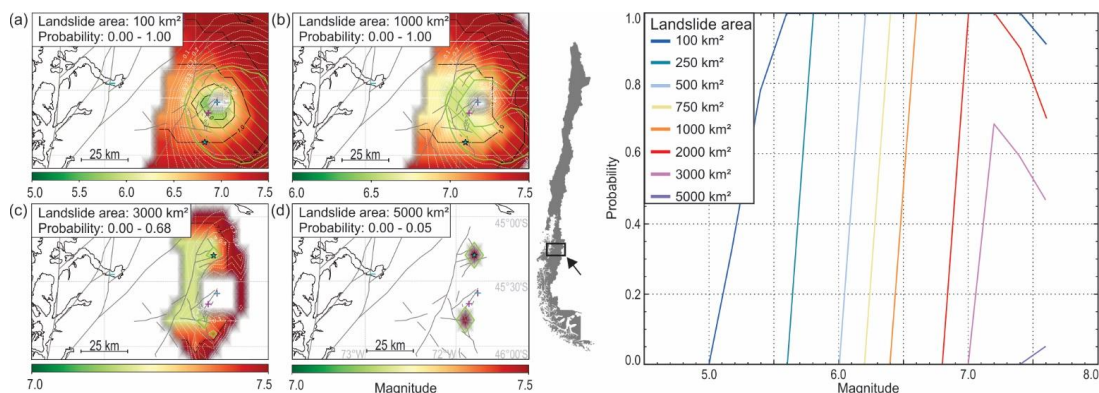 (a)
Landslide area: 100 km²
Probability: 0.00 - 1.00
25 km
5.0 5.5 6.0 6.5 7.0 7.5
(b)
Landslide area: 1000 km²
Probability: 0.00 - 1.00
25 km
6.0 6.5 7.0 7.5
(c)
Landslide area: 3000 km²
Probability: 0.00 - 0.68
25 km
7.0 7.5
(d)
Landslide area: 5000 km²
Probability: 0.00 - 0.05
45°00'S
45°30'S
46°00'S
73°W
72°W
25 km
7.0 7.5
Magnitude
Landslide area
100 km²
250 km²
500 km²
750 km²
1000 km²
2000 km²
3000 km²
5000 km²
Probability
1.0
0.8
0.6
0.4
0.2
0.0
5.0 6.0 7.0 8.0
Magnitude